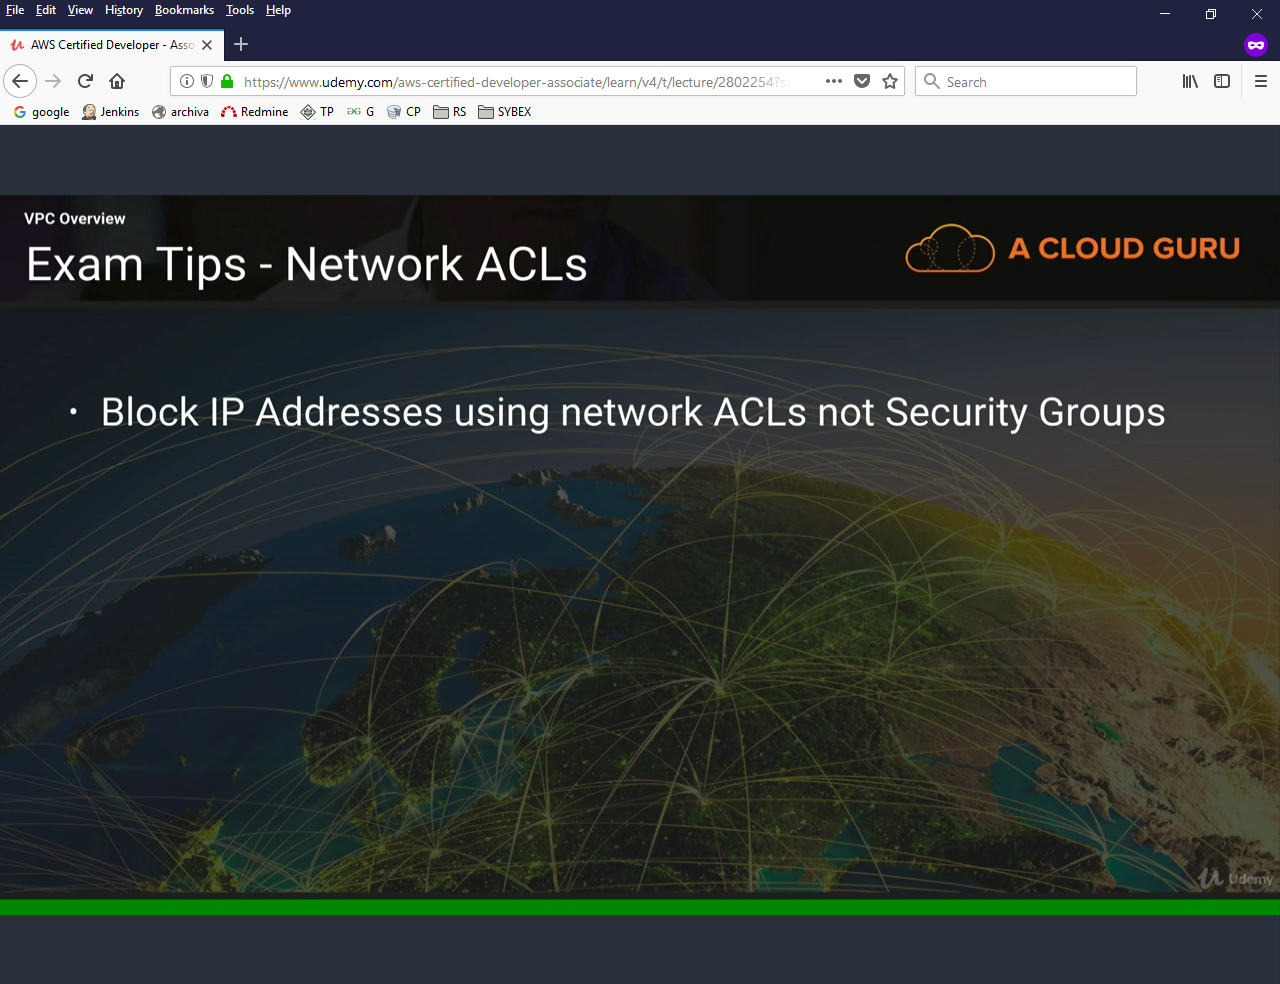 File Edit View History Bookmarks Tools Help
AWS Certified Developer - Asso
https://www.udemy.com/aws-certified-developer-associate/learn/v4/t/lecture/2802254?s
Search
google Jenkins archiva Redmine TP G CP RS SYBEX
VPC Overview
Exam Tips - Network ACLs
A CLOUD GURU
• Block IP Addresses using network ACLs not Security Groups
Udemy